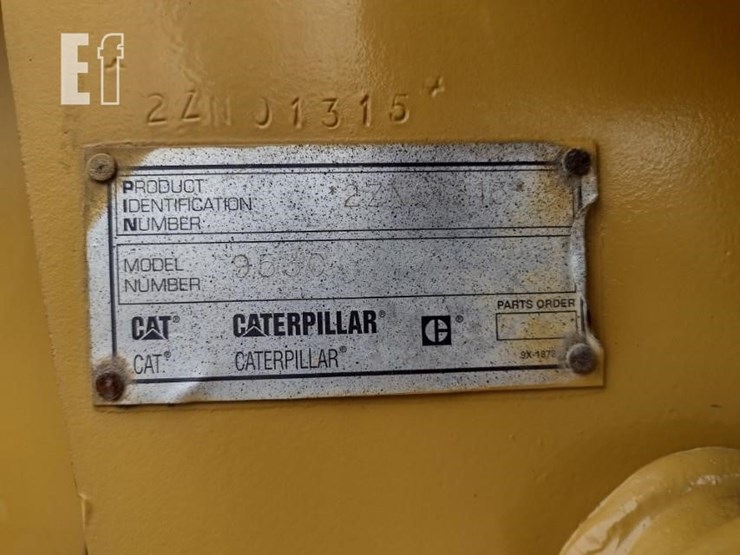 Ef
2ZN01315*
PRODUCT
IDENTIFICATION
NUMBER
MODEL
NUMBER
CAT®
CATERPILLAR®
C®
PARTS ORDER
CAT®
CATERPILLAR®